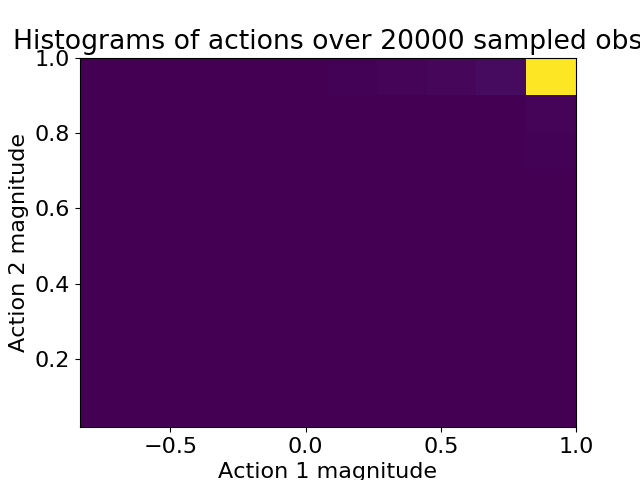 Histograms of actions over 20000 sampled obs
1.0
0.8
0.6
0.4
0.2
Action 2 magnitude
−0.5 0.0 0.5 1.0
Action 1 magnitude